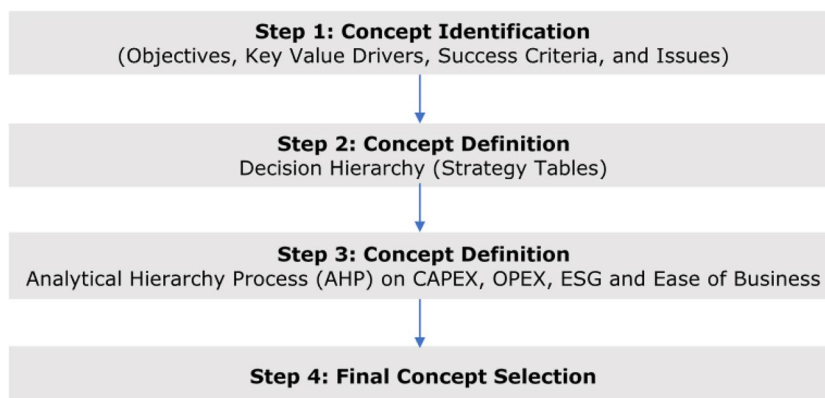 Step 1: Concept Identification
(Objectives, Key Value Drivers, Success Criteria, and Issues)
Step 2: Concept Definition
Decision Hierarchy (Strategy Tables)
Step 3: Concept Definition
Analytical Hierarchy Process (AHP) on CAPEX, OPEX, ESG and Ease of Business
Step 4: Final Concept Selection